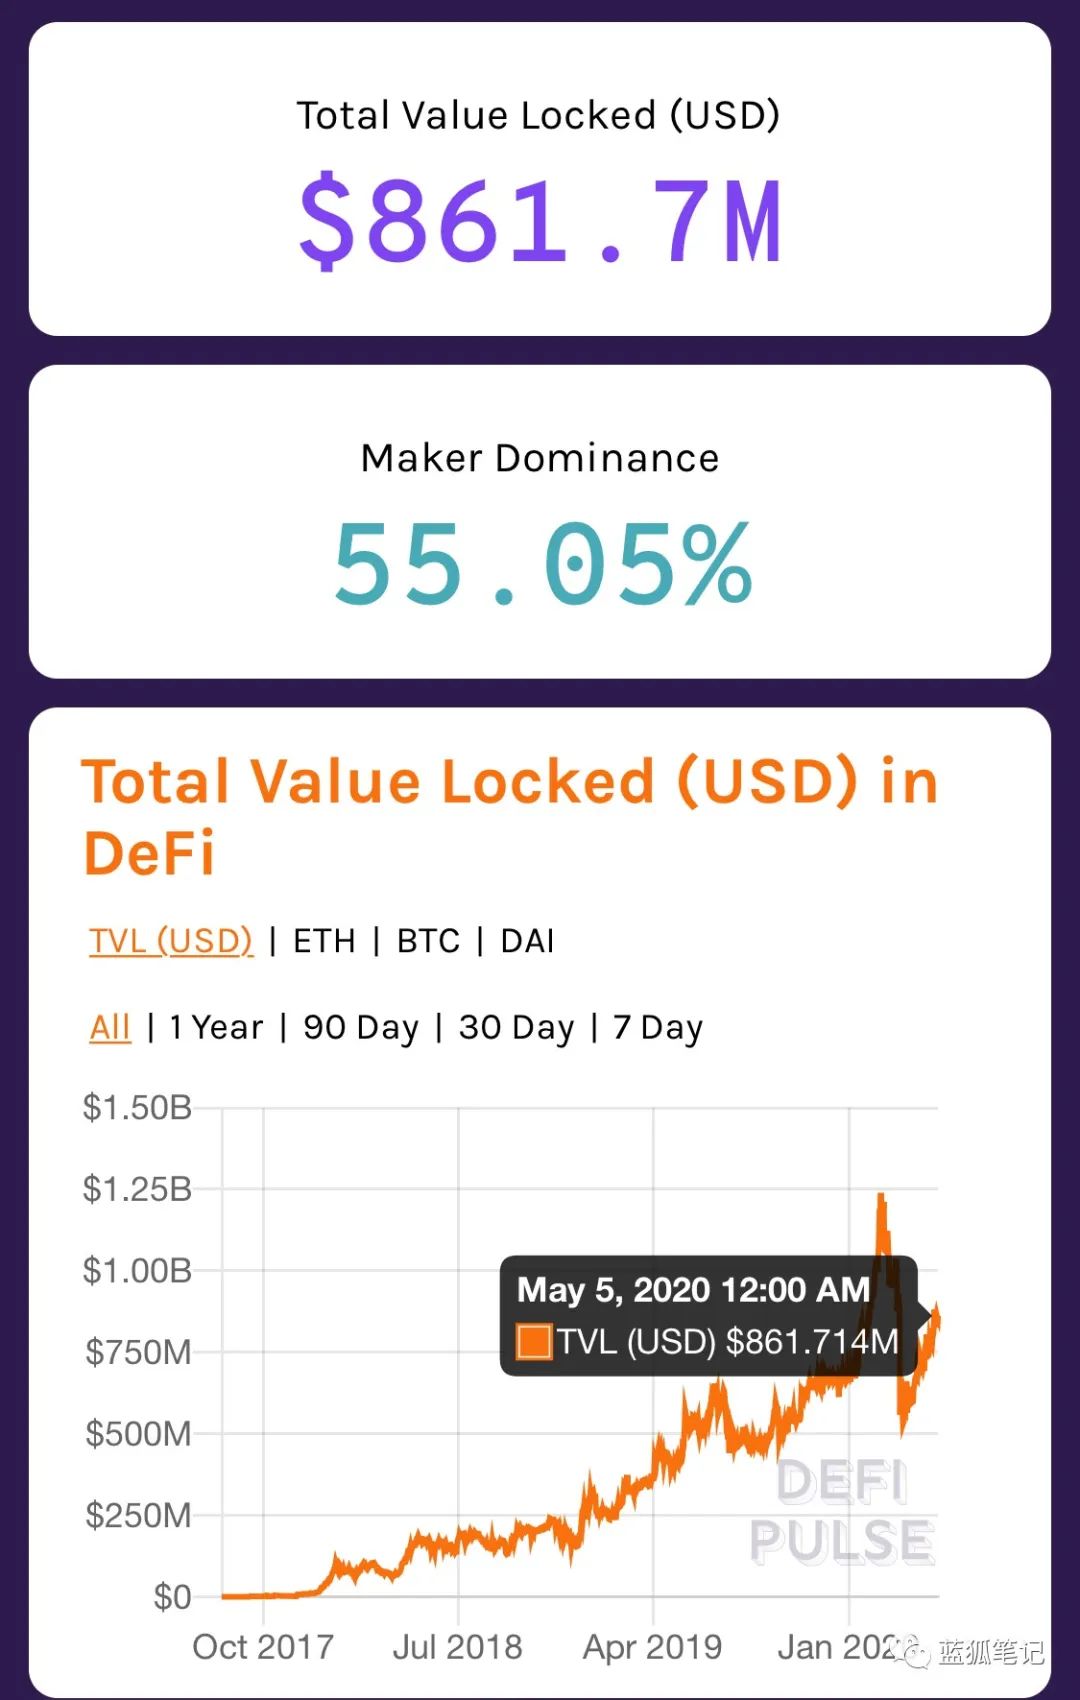 Total Value Locked (USD)
$861.7M
Maker Dominance
55.05%
Total Value Locked (USD) in
DeFi
TVL (USD) | ETH | BTC | DAI
All | 1 Year | 90 Day | 30 Day | 7 Day
$1.50B
$1.25B
$1.00B
May 5, 2020 12:00 AM
TVL (USD) $861.714M
$750M
$500M
DEFI
PULSE
$250M
$0
Oct 2017 Jul 2018 Apr 2019 Jan 202
蓝狐笔记